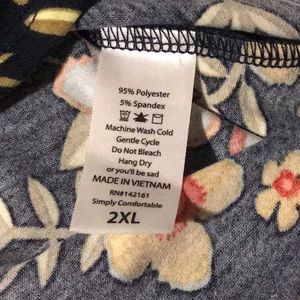 95% Polyester
5% Spandex
Machine Wash Cold
Gentle Cycle
Do Not Bleach
Hang Dry
or you'll be sad
MADE IN VIETNAM
RN#142161
Simply Comfortable
2XL